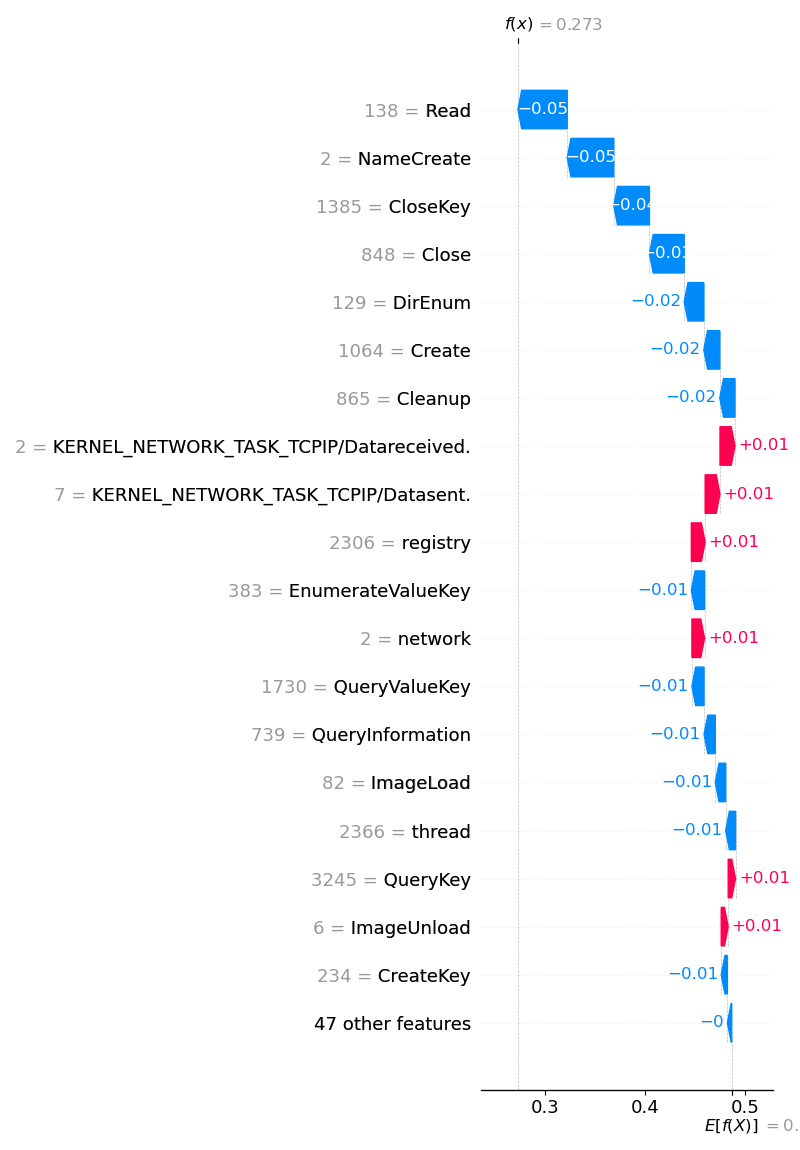 f(x) = 0.273
138 = Read
−0.05
2 = NameCreate
−0.05
1385 = CloseKey
−0.04
848 = Close
−0.03
129 = DirEnum
−0.02
1064 = Create
−0.02
865 = Cleanup
−0.02
2 = KERNEL_NETWORK_TASK_TCPIP/Datareceived.
+0.01
7 = KERNEL_NETWORK_TASK_TCPIP/Datasent.
+0.01
2306 = registry
+0.01
383 = EnumerateValueKey
−0.01
2 = network
+0.01
1730 = QueryValueKey
−0.01
739 = QueryInformation
−0.01
82 = ImageLoad
−0.01
2366 = thread
−0.01
3245 = QueryKey
+0.01
6 = ImageUnload
+0.01
234 = CreateKey
−0.01
47 other features
−0
0.3 0.4 0.5
E[f(X)] = 0.